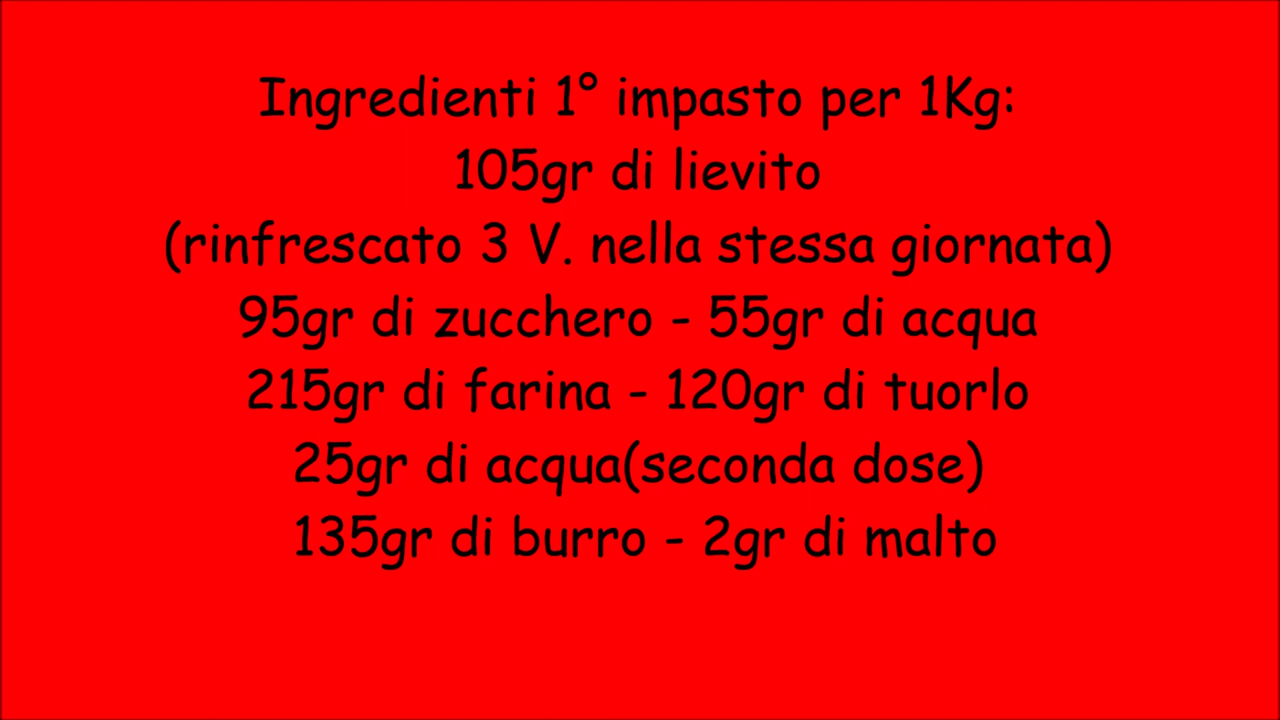 Ingredienti 1° impasto per 1Kg:
105gr di lievito
(rinfrescato 3 V. nella stessa giornata)
95gr di zucchero - 55gr di acqua
215gr di farina - 120gr di tuorlo
25gr di acqua(seconda dose)
135gr di burro - 2gr di malto